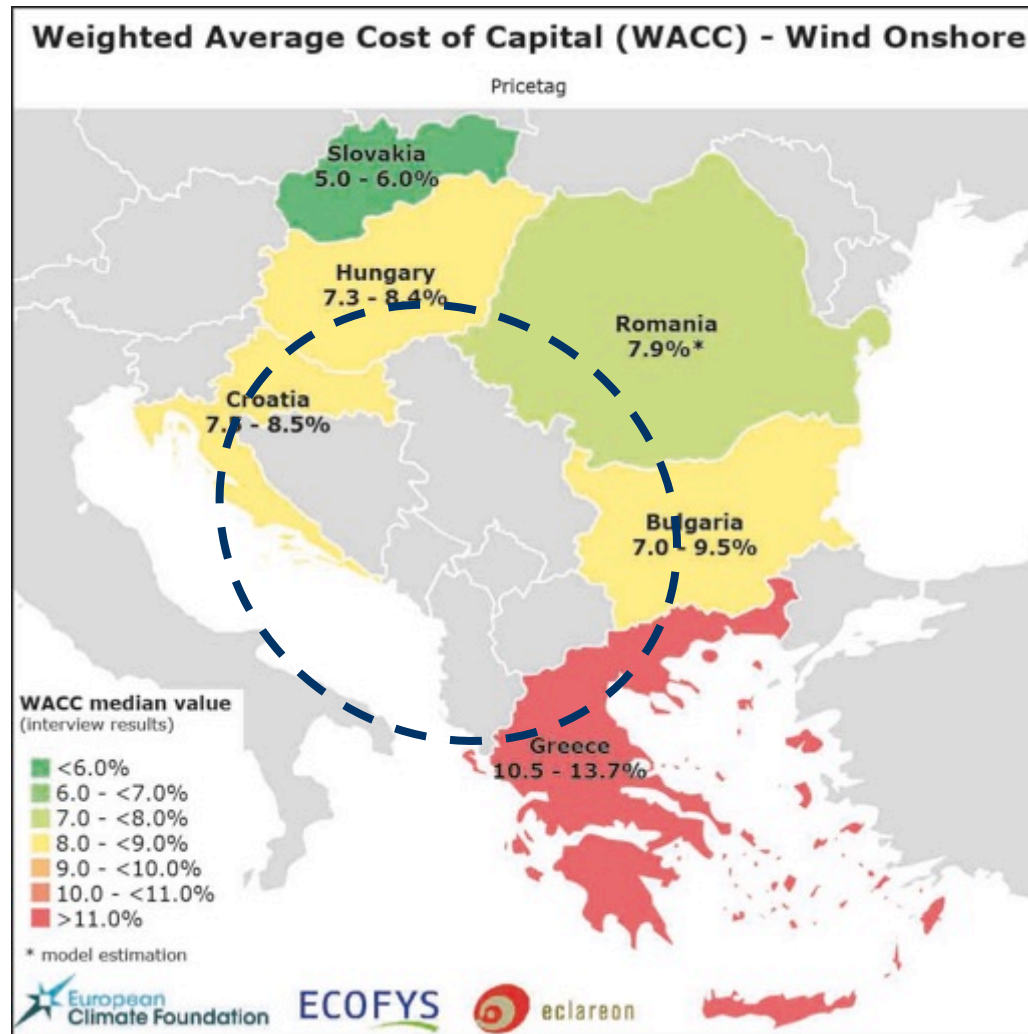 Weighted Average Cost of Capital (WACC) - Wind Onshore
Pricetag
Slovakia
5.0 - 6.0%
Hungary
7.3 - 8.4%
Romania
7.9%*
Croatia
8.5%
Bulgaria
7.0 - 9.5%
Greece
10.5 - 13.7%
WACC median value
(interview results)
<6.0%
6.0 - <7.0%
7.0 - <8.0%
8.0 - <9.0%
9.0 - <10.0%
10.0 - <11.0%
>11.0%
* model estimation
European
Climate Foundation
ECOFYS
eclareon